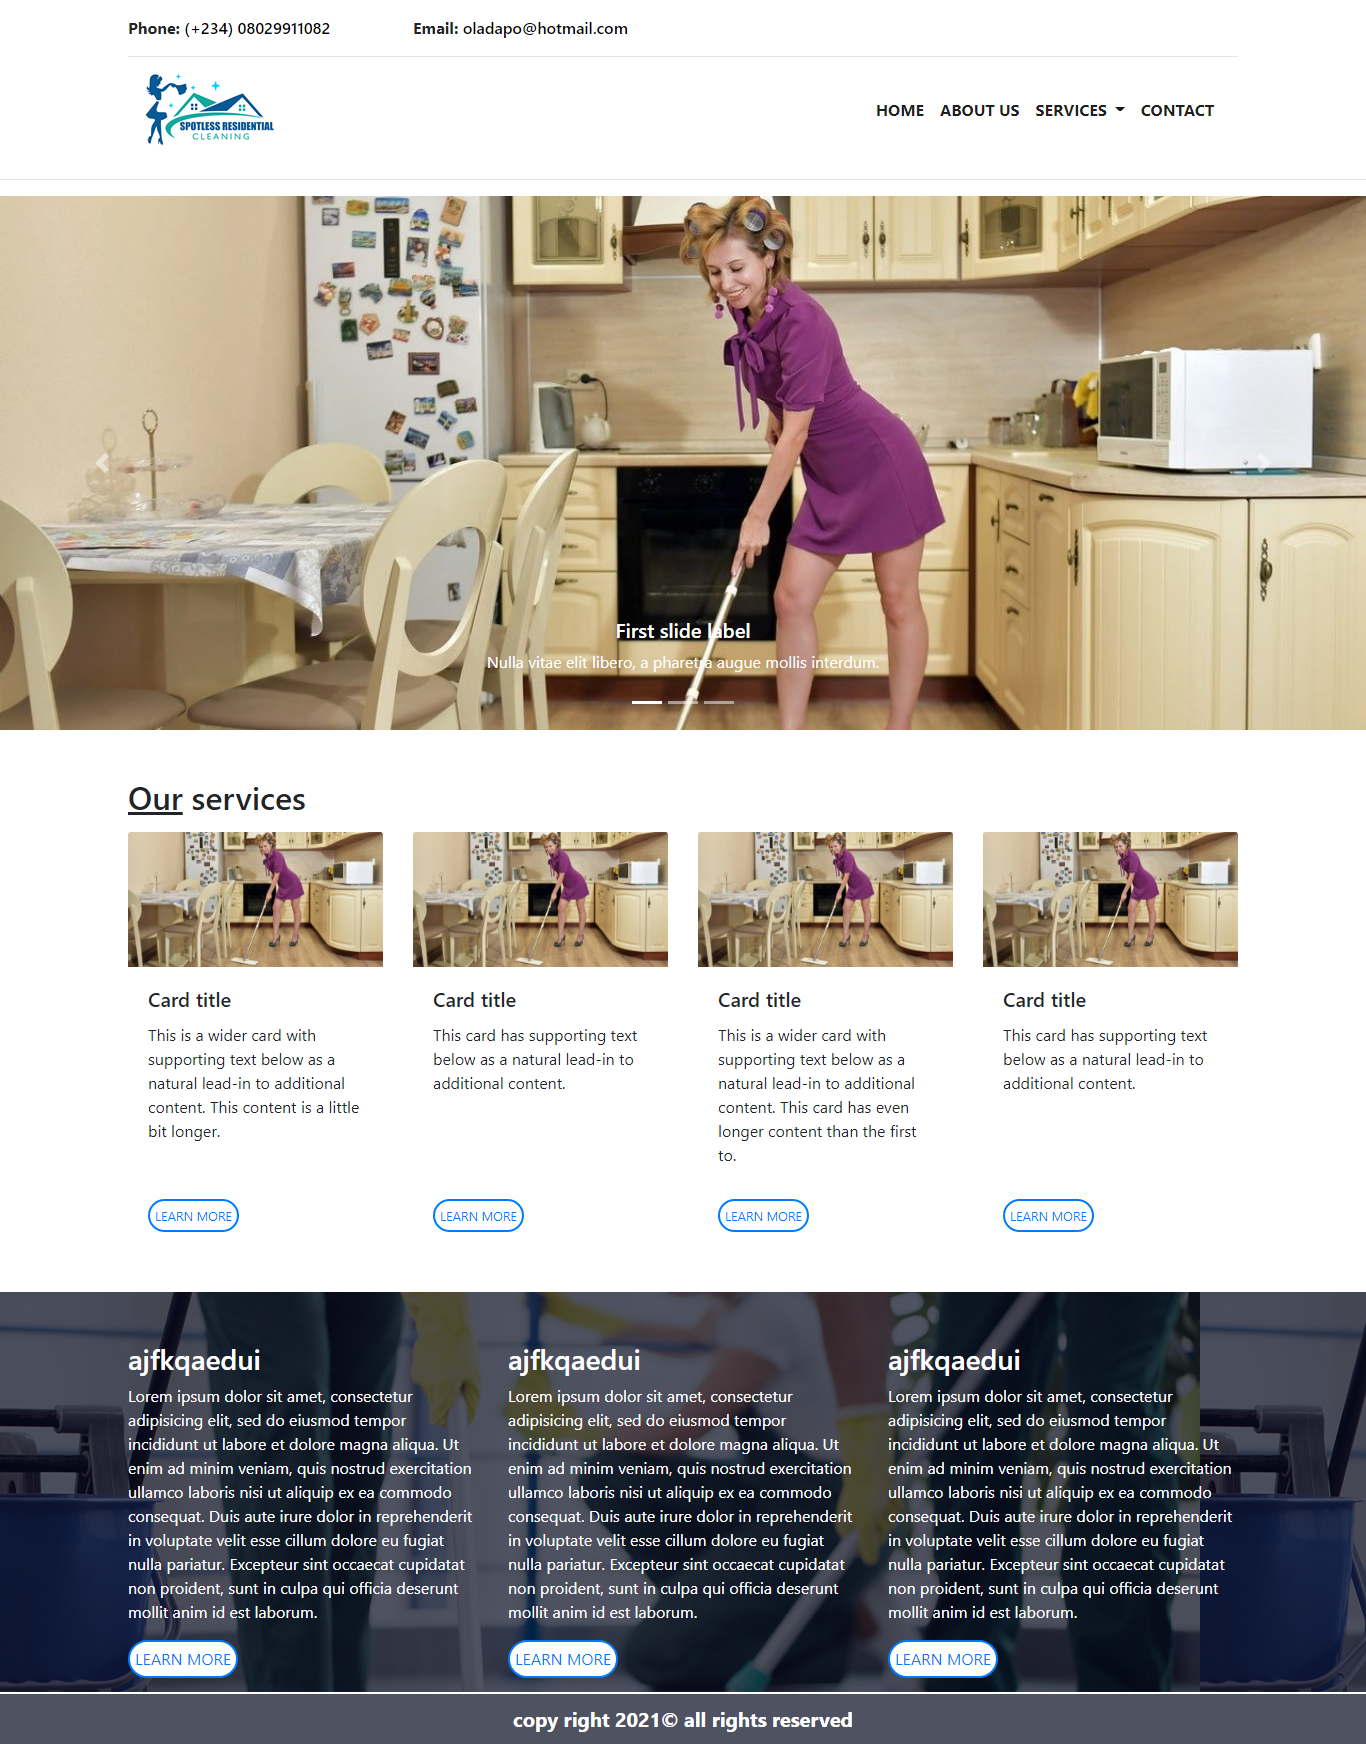 Phone: (+234) 08029911082
Email: oladapo@hotmail.com
SPOTLESS RESIDENTIAL
CLEANING
HOME ABOUT US SERVICES CONTACT
First slide label
Nulla vitae elit libero, a pharetra augue mollis interdum.
Our services
Card title
This is a wider card with
supporting text below as a
natural lead-in to additional
content. This content is a little
bit longer.
LEARN MORE
Card title
This card has supporting text
below as a natural lead-in to
additional content.
LEARN MORE
Card title
This is a wider card with
supporting text below as a
natural lead-in to additional
content. This card has even
longer content than the first
to.
LEARN MORE
Card title
This card has supporting text
below as a natural lead-in to
additional content.
LEARN MORE
ajfkqaedui
Lorem ipsum dolor sit amet, consectetur
adipisicing elit, sed do eiusmod tempor
incididunt ut labore et dolore magna aliqua. Ut
enim ad minim veniam, quis nostrud exercitation
ullamco laboris nisi ut aliquip ex ea commodo
consequat. Duis aute irure dolor in reprehenderit
in voluptate velit esse cillum dolore eu fugiat
nulla pariatur. Excepteur sint occaecat cupidatat
non proident, sunt in culpa qui officia deserunt
mollit anim id est laborum.
LEARN MORE
ajfkqaedui
Lorem ipsum dolor sit amet, consectetur
adipisicing elit, sed do eiusmod tempor
incididunt ut labore et dolore magna aliqua. Ut
enim ad minim veniam, quis nostrud exercitation
ullamco laboris nisi ut aliquip ex ea commodo
consequat. Duis aute irure dolor in reprehenderit
in voluptate velit esse cillum dolore eu fugiat
nulla pariatur. Excepteur sint occaecat cupidatat
non proident, sunt in culpa qui officia deserunt
mollit anim id est laborum.
LEARN MORE
ajfkqaedui
Lorem ipsum dolor sit amet, consectetur
adipisicing elit, sed do eiusmod tempor
incididunt ut labore et dolore magna aliqua. Ut
enim ad minim veniam, quis nostrud exercitation
ullamco laboris nisi ut aliquip ex ea commodo
consequat. Duis aute irure dolor in reprehenderit
in voluptate velit esse cillum dolore eu fugiat
nulla pariatur. Excepteur sint occaecat cupidatat
non proident, sunt in culpa qui officia deserunt
mollit anim id est laborum.
LEARN MORE
copy right 2021© all rights reserved